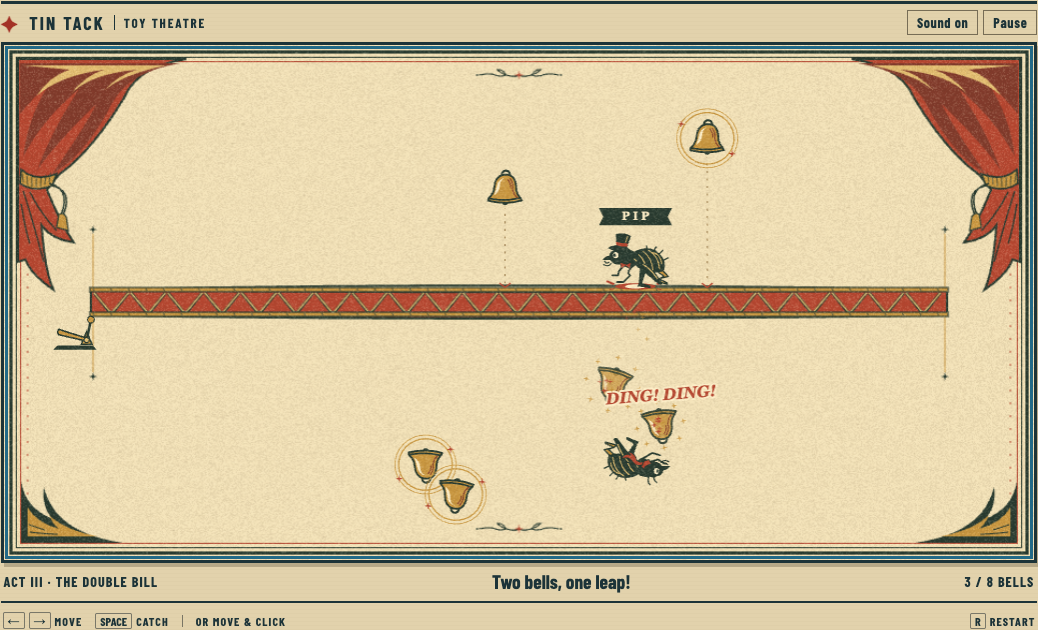 TIN TACK TOY THEATRE
Sound on Pause
PIP
DING! DING!
ACT III · THE DOUBLE BILL
Two bells, one leap!
3 / 8 BELLS
← → MOVE SPACE CATCH OR MOVE & CLICK
R RESTART